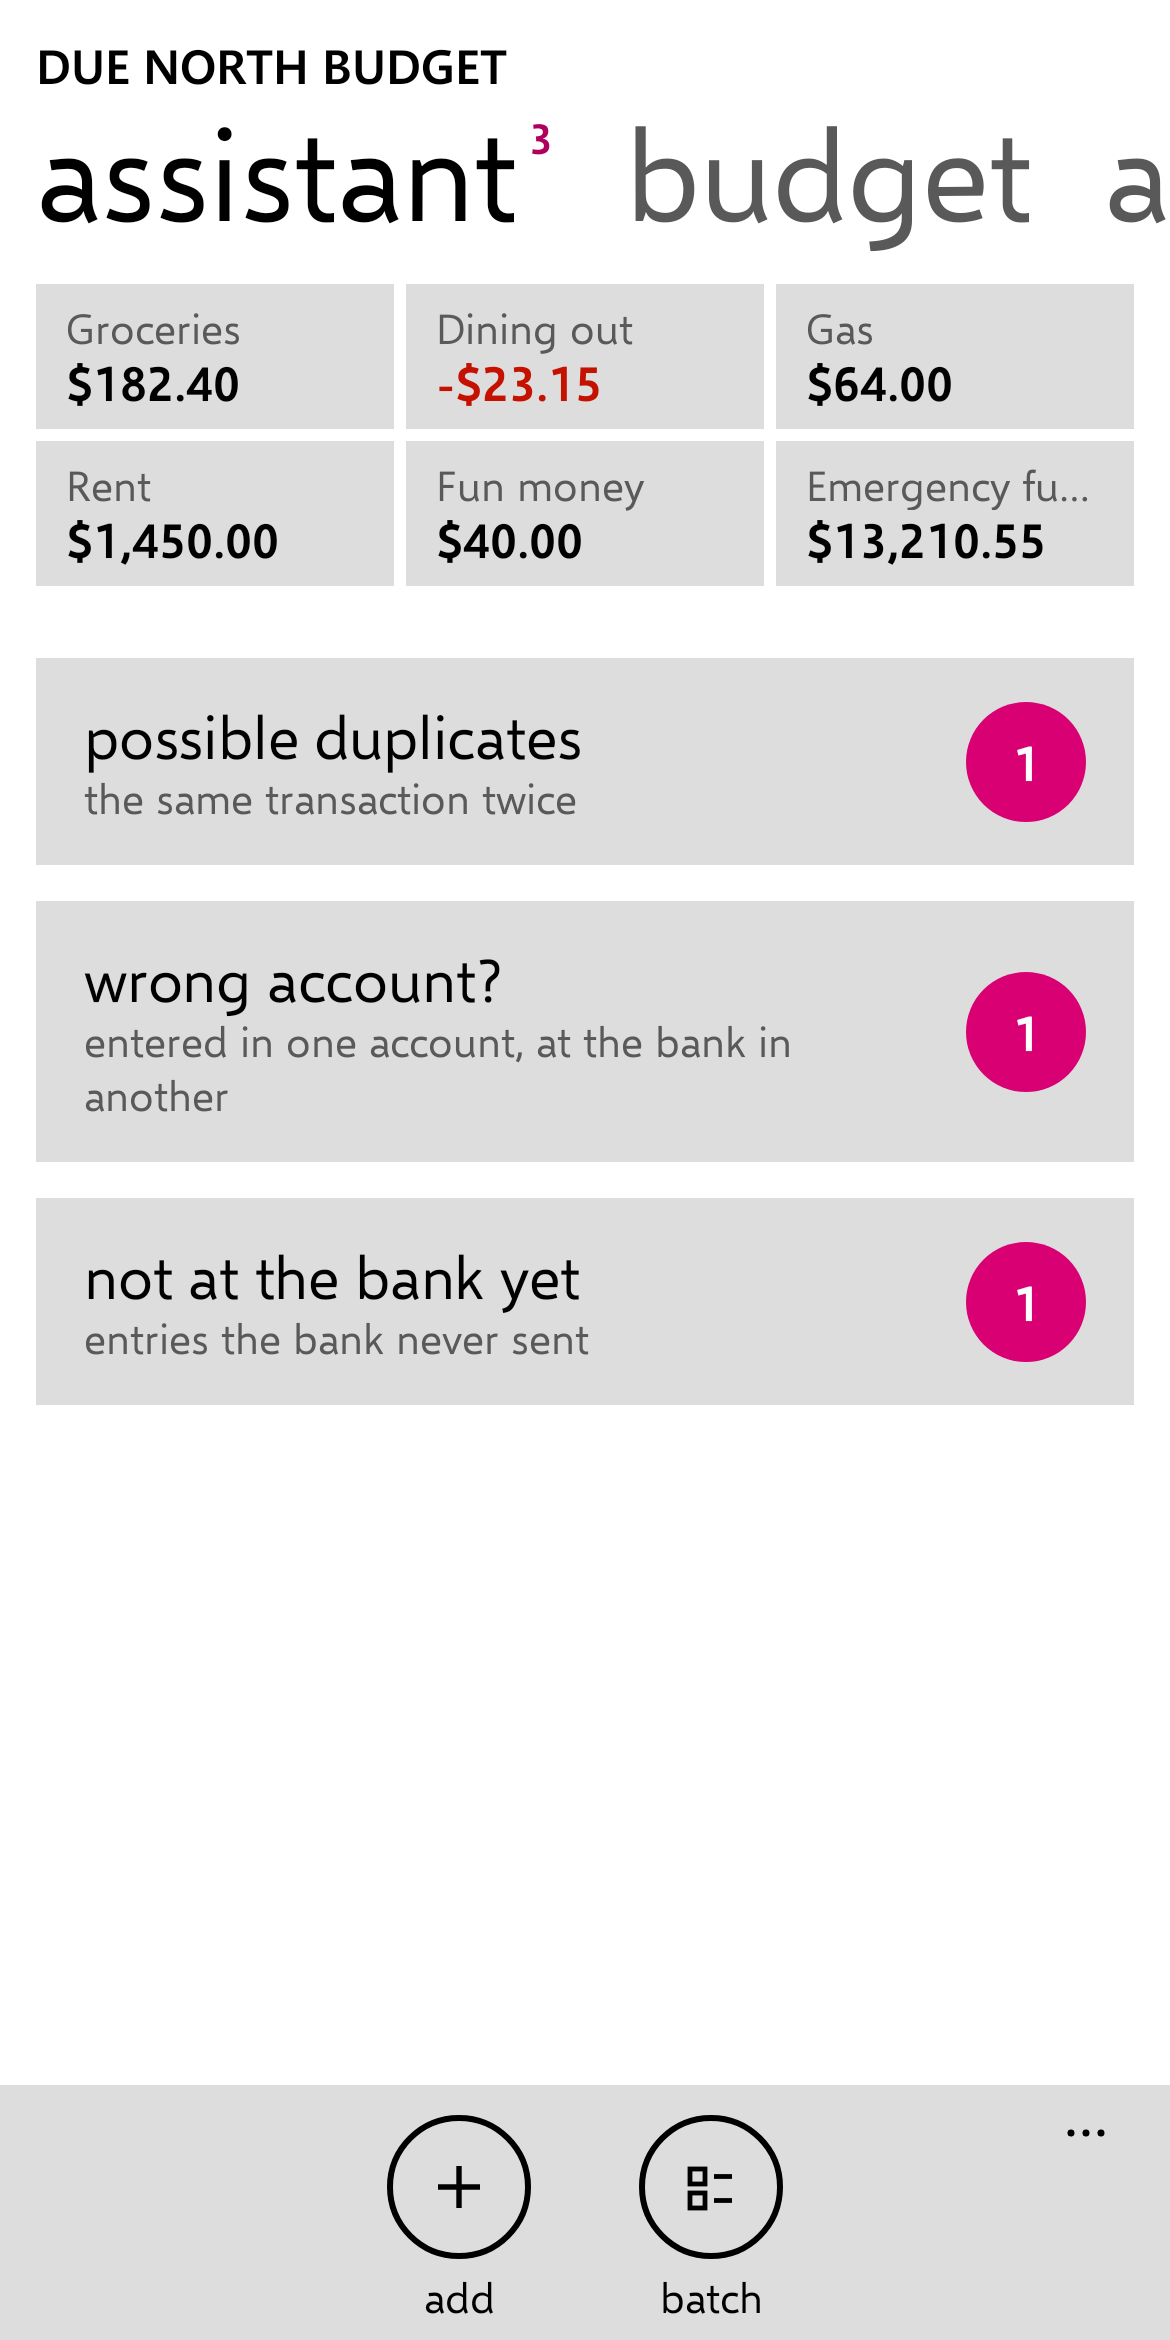 DUE NORTH BUDGET
assistant 3 budget a
Groceries
$182.40
Dining out
-$23.15
Gas
$64.00
Rent
$1,450.00
Fun money
$40.00
Emergency fu...
$13,210.55
possible duplicates
the same transaction twice
1
wrong account?
entered in one account, at the bank in
another
1
not at the bank yet
entries the bank never sent
1
add
batch